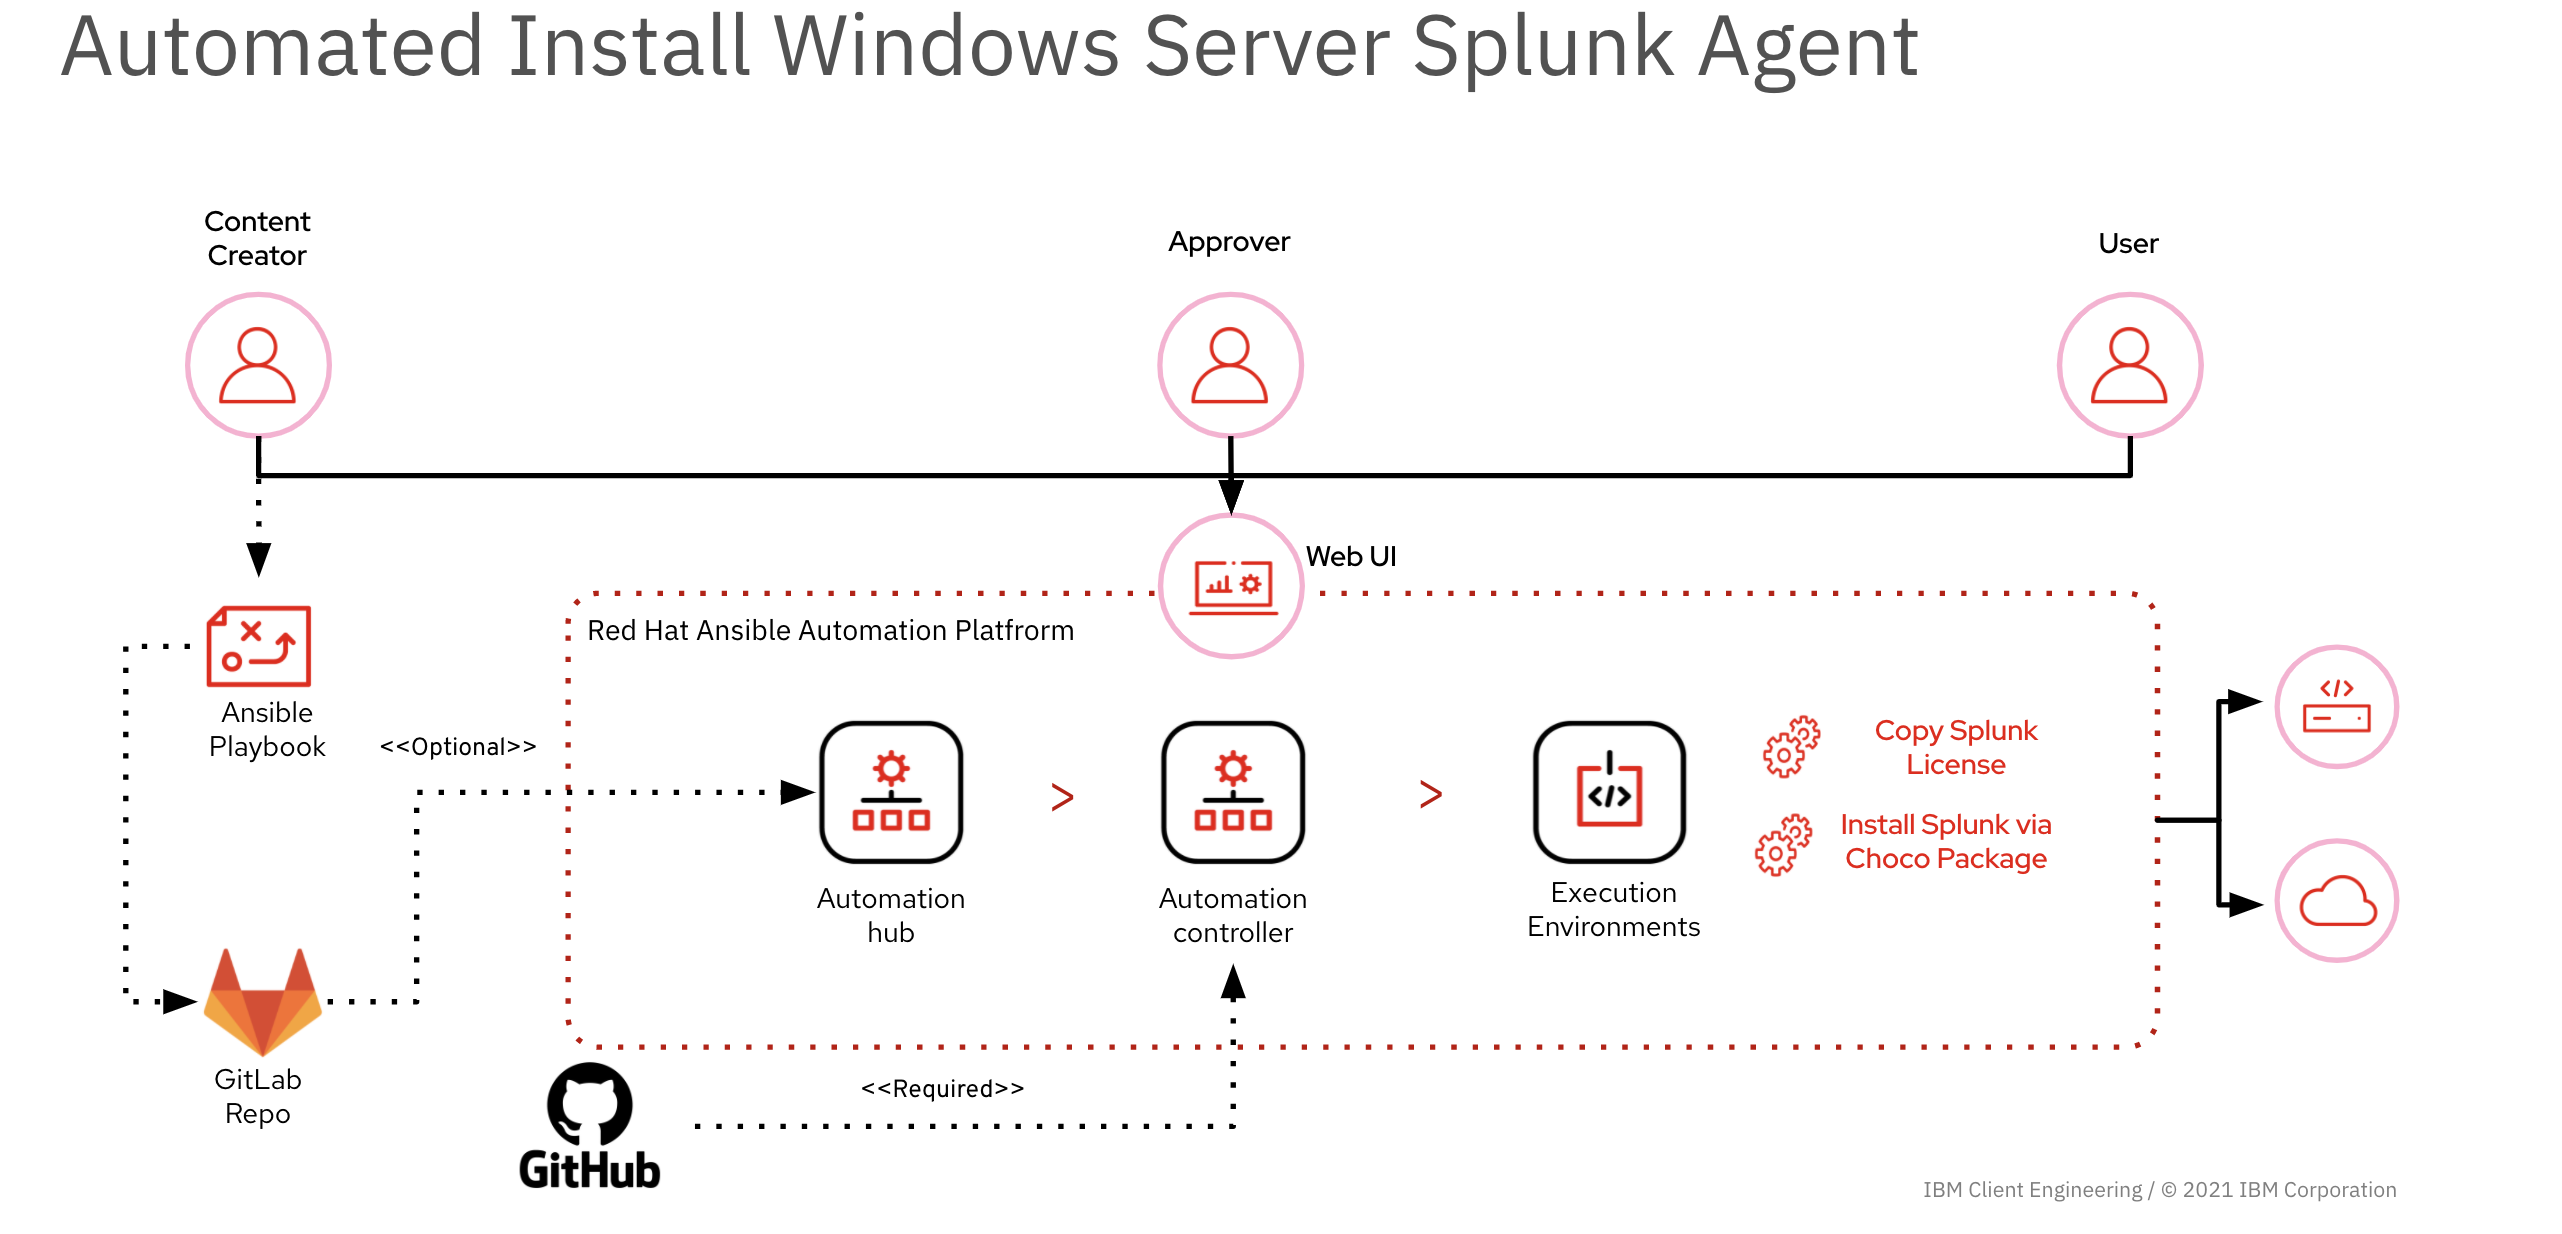 Automated Install Windows Server Splunk Agent
Content
Creator
Approver
User
Web UI
Red Hat Ansible Automation Platfrorm
Ansible
Playbook
<<Optional>>
>
>
Copy Splunk
License
Install Splunk via
Choco Package
</>
</>
Automation
hub
Automation
controller
Execution
Environments
GitLab
Repo
<<Required>>
GitHub
IBM Client Engineering / © 2021 IBM Corporation